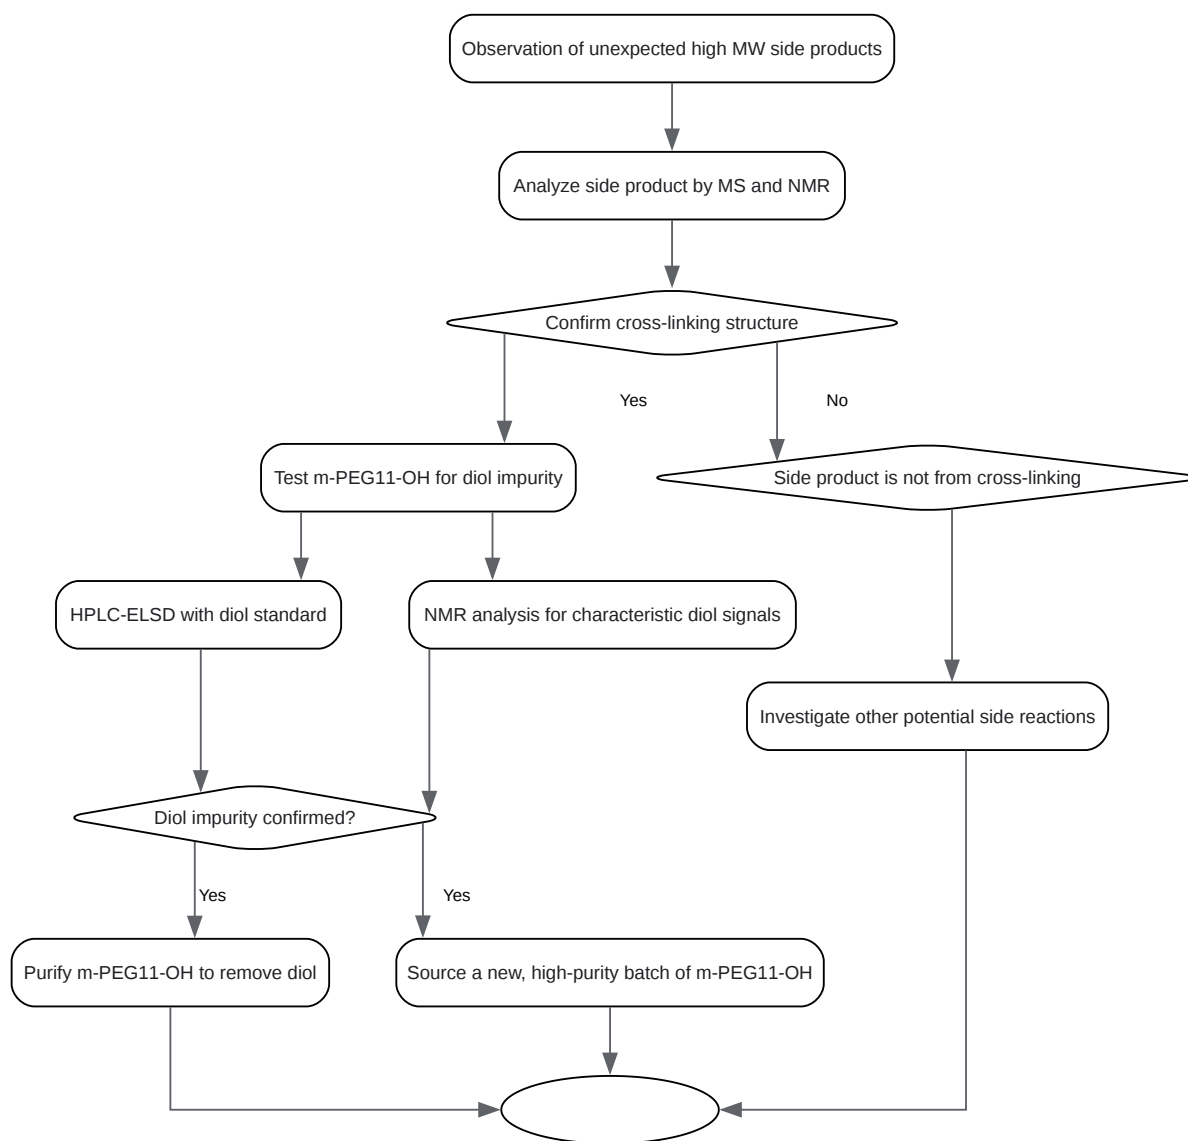 Observation of unexpected high MW side products
Analyze side product by MS and NMR
Confirm cross-linking structure
Yes
No
Test m-PEG11-OH for diol impurity
Side product is not from cross-linking
HPLC-ELSD with diol standard
NMR analysis for characteristic diol signals
Investigate other potential side reactions
Diol impurity confirmed?
Yes
Yes
Purify m-PEG11-OH to remove diol
Source a new, high-purity batch of m-PEG11-OH